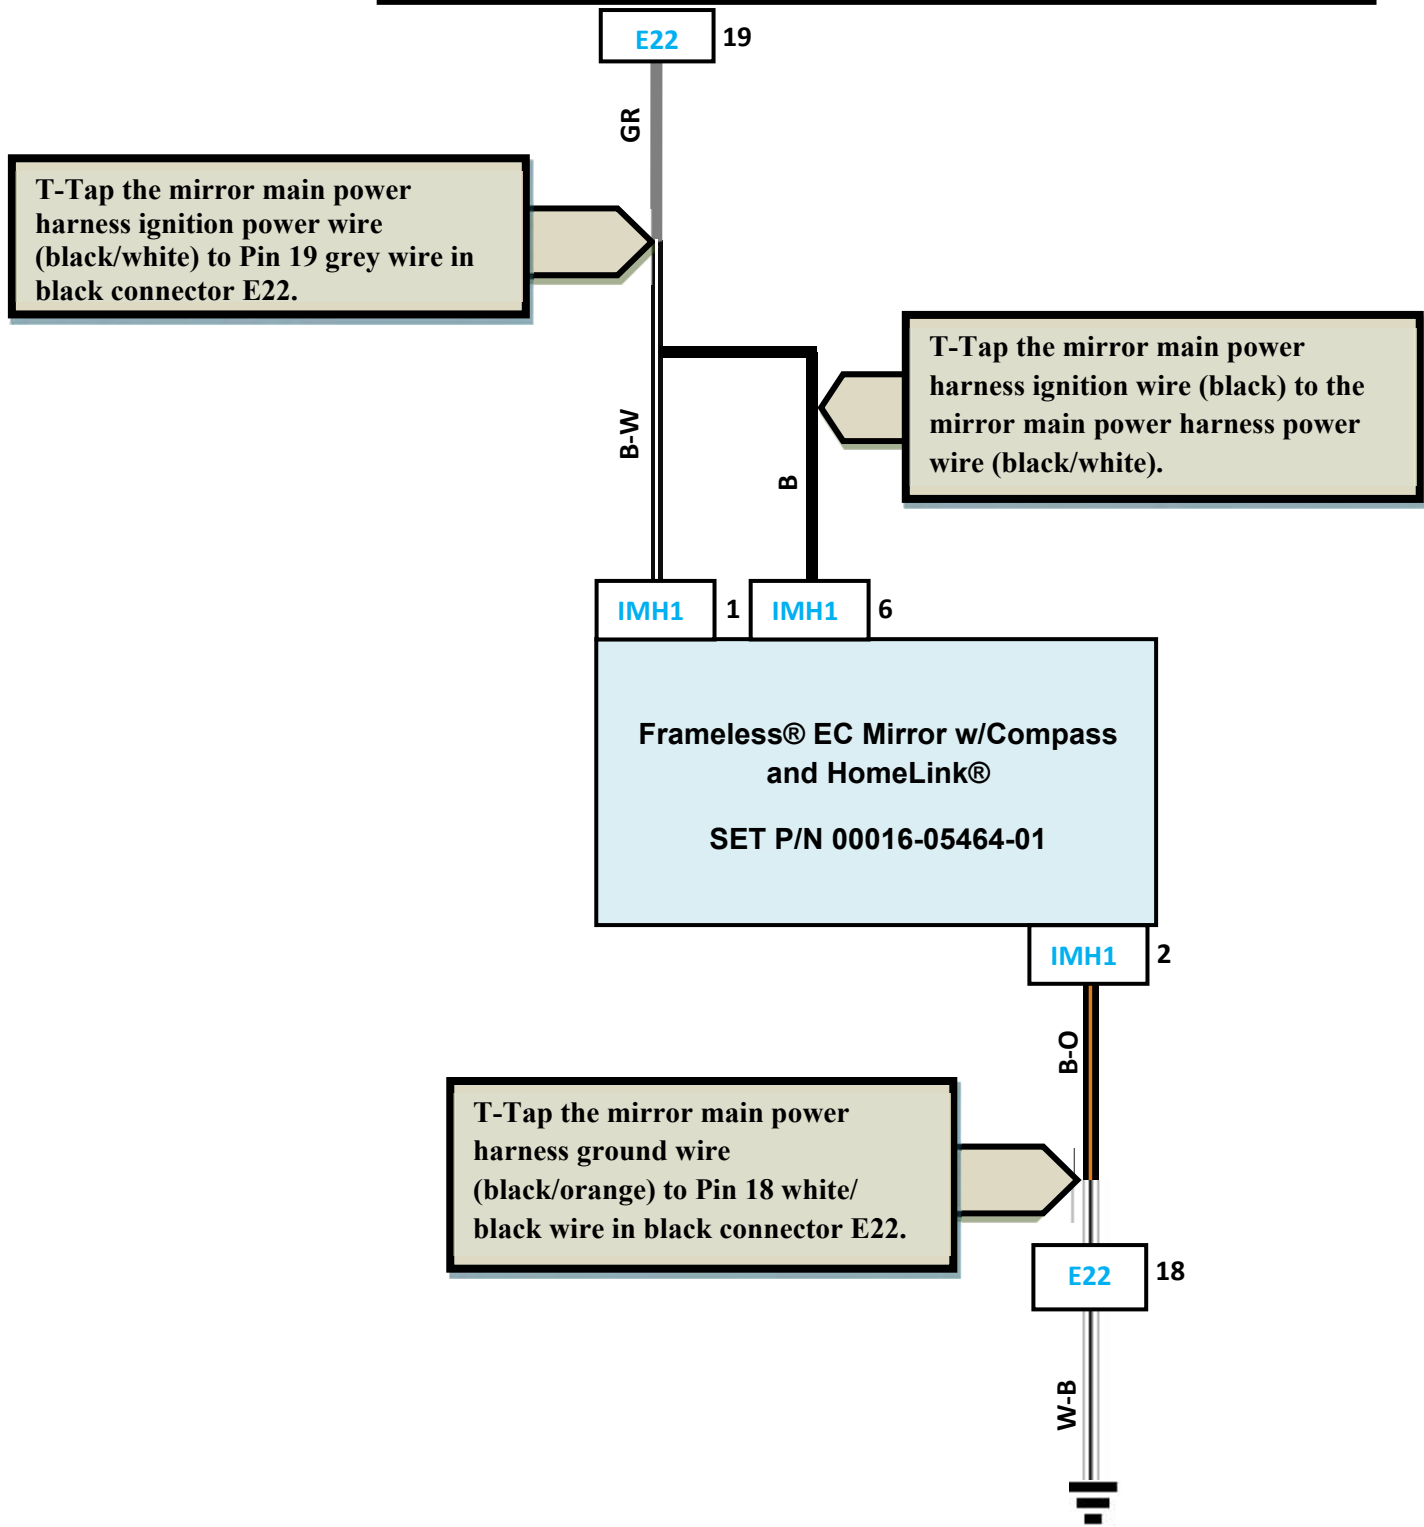 E22 19
GR
T-Tap the mirror main power
harness ignition power wire
(black/white) to Pin 19 grey wire in
black connector E22.
T-Tap the mirror main power
harness ignition wire (black) to the
mirror main power harness power
wire (black/white).
B-W
B
IMH1 1 IMH1 6
Frameless® EC Mirror w/Compass
and HomeLink®
SET P/N 00016-05464-01
IMH1 2
B-O
T-Tap the mirror main power
harness ground wire
(black/orange) to Pin 18 white/
black wire in black connector E22.
E22 18
W-B